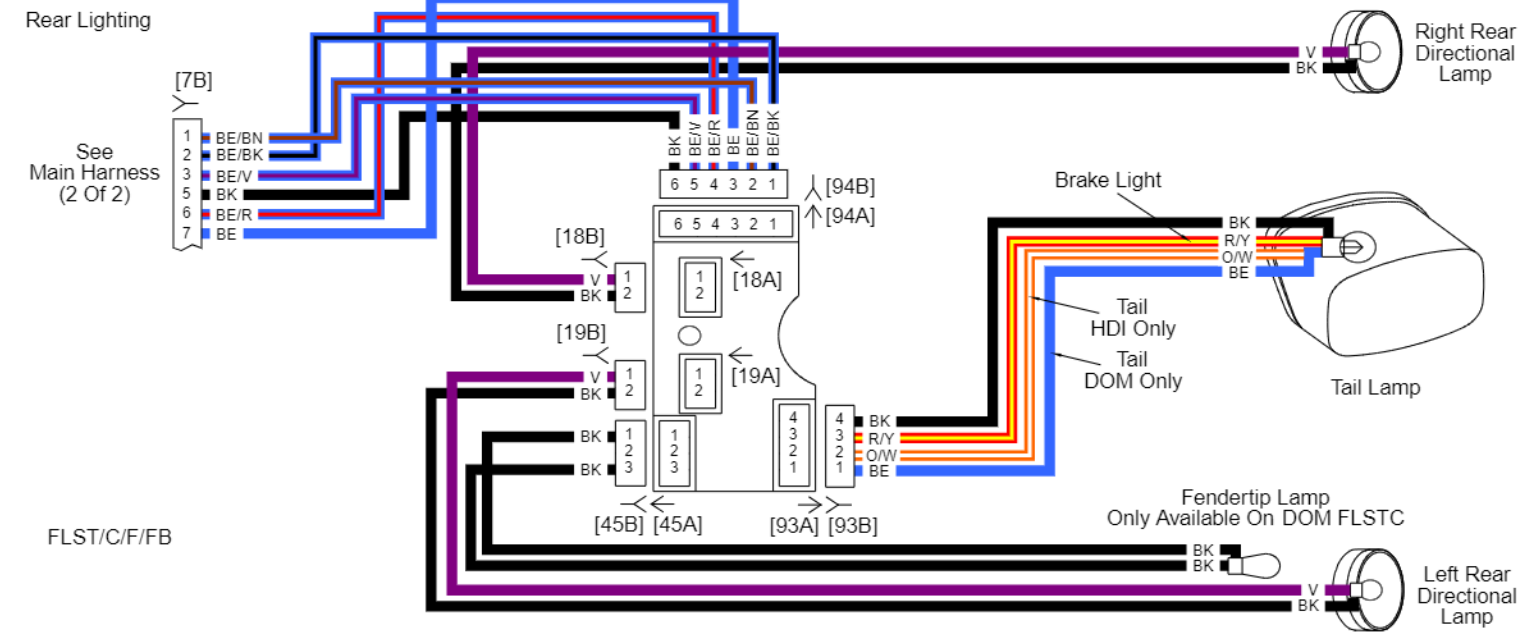 Rear Lighting
[7B]
See
Main Harness
(2 Of 2)
1 BE/BN
2 BE/BK
3 BE/V
5 BK
6 BE/R
7 BE
BK BE/V BE/R BE BE/BN BE/BK
6 5 4 3 2 1
[94B]
[94A]
6 5 4 3 2 1
V
BK
Right Rear
Directional
Lamp
[18B]
V 1
BK 2
1
2
[18A]
[19B]
V 1
BK 2
1
2
[19A]
BK 1
2
BK 3
1
2
3
[45B] [45A]
4
3
2
1
4 BK
3 R/Y
2 O/W
1 BE
[93A] [93B]
Brake Light
BK
R/Y
O/W
BE
Tail
HDI Only
Tail
DOM Only
Tail Lamp
Fendertip Lamp
Only Available On DOM FLSTC
BK
BK
FLST/C/F/FB
V
BK
Left Rear
Directional
Lamp